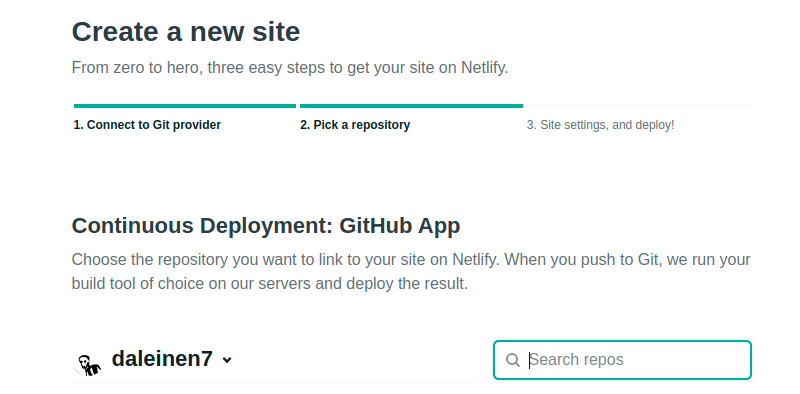 Create a new site
From zero to hero, three easy steps to get your site on Netlify.
1. Connect to Git provider
2. Pick a repository
3. Site settings, and deploy!
Continuous Deployment: GitHub App
Choose the repository you want to link to your site on Netlify. When you push to Git, we run your
build tool of choice on our servers and deploy the result.
daleinen7
Search repos